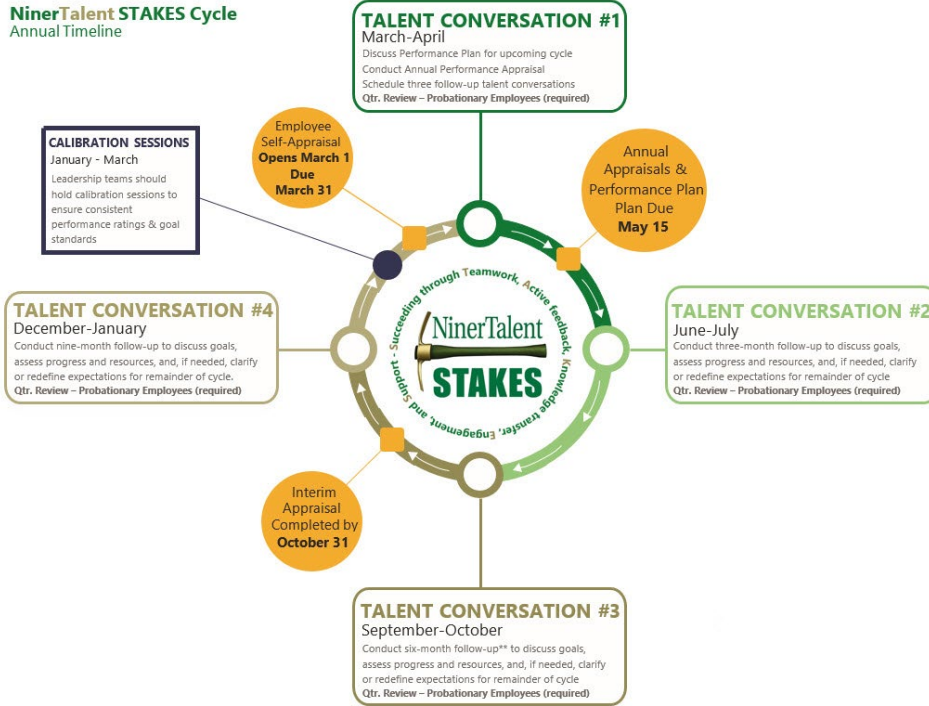 NinerTalent STAKES Cycle
Annual Timeline
TALENT CONVERSATION #1
March-April
Discuss Performance Plan for upcoming cycle
Conduct Annual Performance Appraisal
Schedule three follow-up talent conversations
Qtr. Review – Probationary Employees (required)
Employee
Self-Appraisal
Opens March 1
Due
March 31
CALIBRATION SESSIONS
January - March
Leadership teams should
hold calibration sessions to
ensure consistent
performance ratings & goal
standards
Annual
Appraisals &
Performance Plan
Plan Due
May 15
Succeeding through Teamwork, Active feedback, Knowledge transfer, Engagement, and Support -
NinerTalent
STAKES
TALENT CONVERSATION #4
December-January
Conduct nine-month follow-up to discuss goals,
assess progress and resources, and, if needed, clarify
or redefine expectations for remainder of cycle.
Qtr. Review – Probationary Employees (required)
TALENT CONVERSATION #2
June-July
Conduct three-month follow-up to discuss goals,
assess progress and resources, and, if needed, clarify
or redefine expectations for remainder of cycle
Qtr. Review – Probationary Employees (required)
Interim
Appraisal
Completed by
October 31
TALENT CONVERSATION #3
September-October
Conduct six-month follow-up** to discuss goals,
assess progress and resources, and, if needed, clarify
or redefine expectations for remainder of cycle
Qtr. Review – Probationary Employees (required)